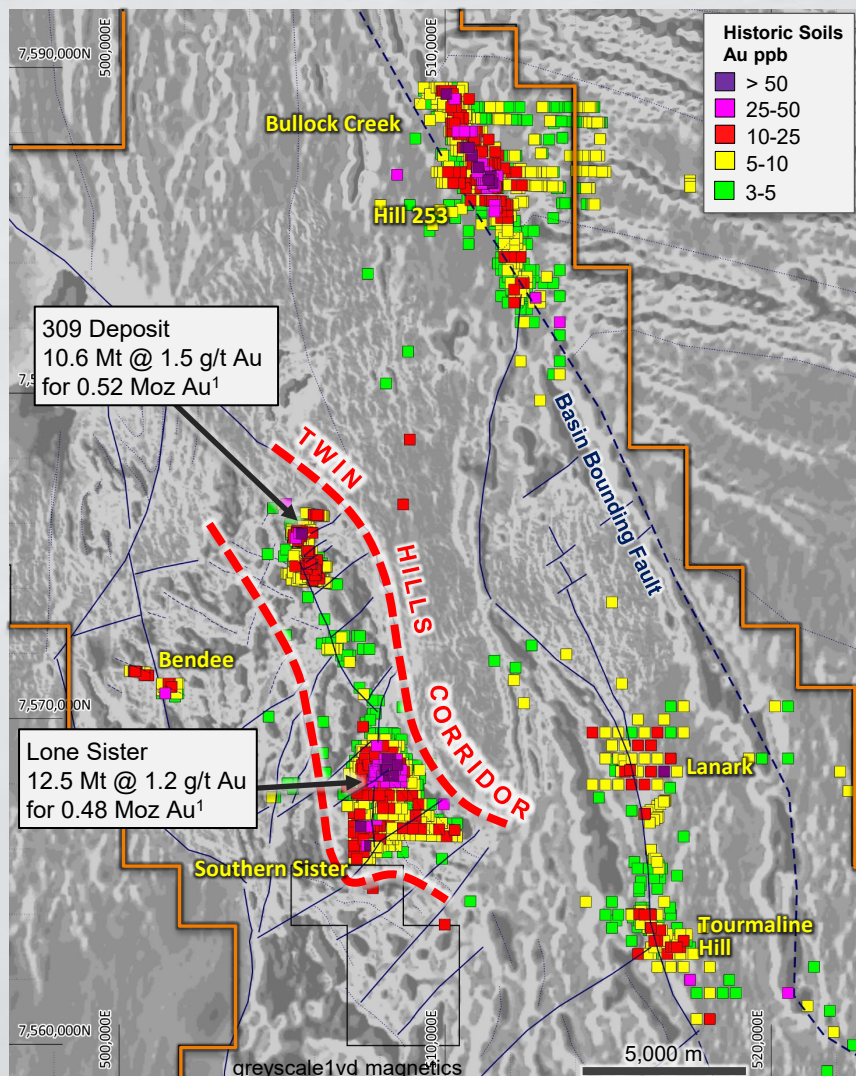 Historic Soils
Au ppb
> 50
25-50
10-25
5-10
3-5
7,590,000N
500,000E
510,000E
Bullock Creek
Hill 253
309 Deposit
10.6 Mt @ 1.5 g/t Au
for 0.52 Moz Au¹
TWIN
HILLS
CORRIDOR
Basin Bounding Fault
Bendee
7,570,000N
Lone Sister
12.5 Mt @ 1.2 g/t Au
for 0.48 Moz Au¹
Lanark
Southern Sister
Tourmaline
Hill
7,560,000N
500,000E
510,000E
520,000E
5,000 m
greyscale1vd magnetics